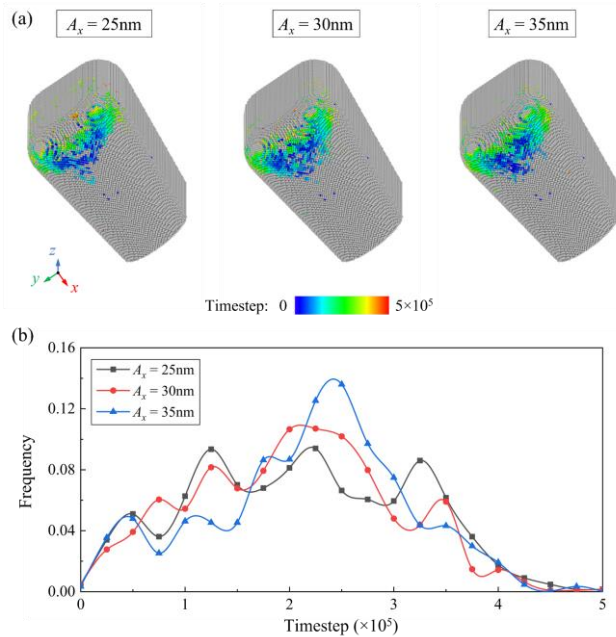 (a)
Aₓ = 25nm
Aₓ = 30nm
Aₓ = 35nm
z
y
x
Timestep: 0 5×10⁵
(b)
0.16
0.12
0.08
0.04
0.00
Frequency
Aₓ = 25nm
Aₓ = 30nm
Aₓ = 35nm
0 1 2 3 4 5
Timestep (×10⁵)